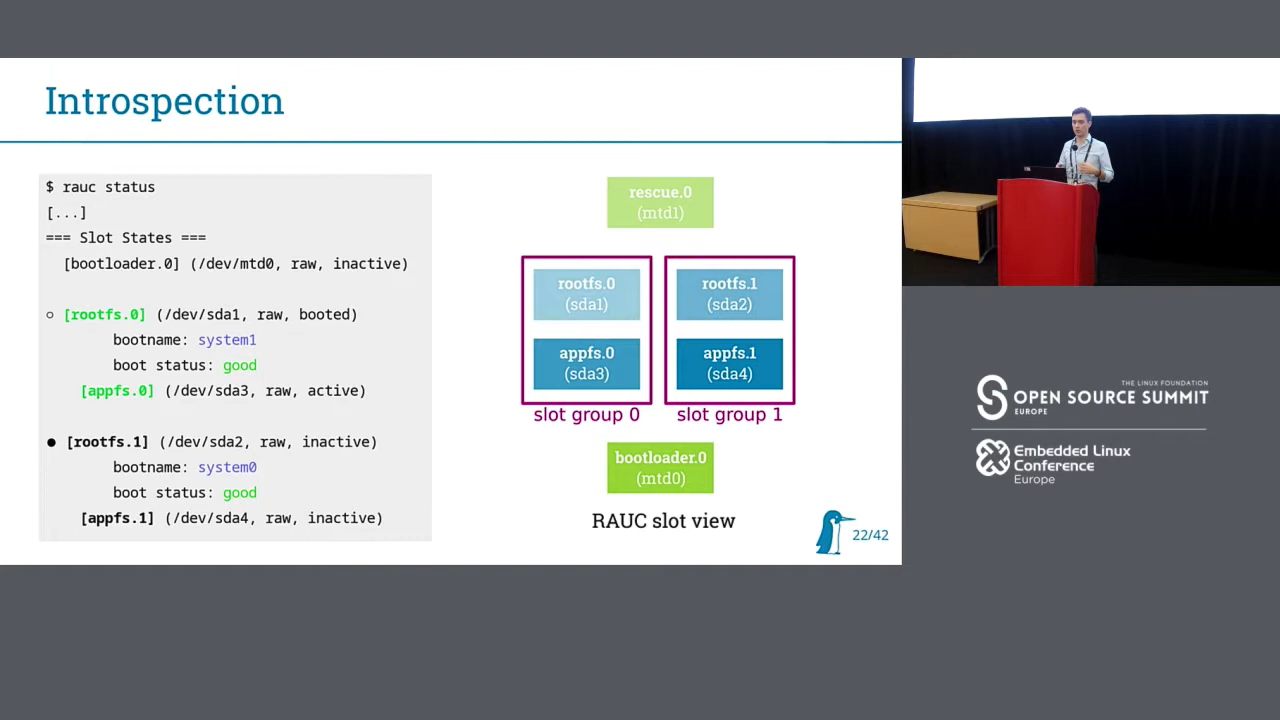 Introspection
$ rauc status
[...]
=== Slot States ===
[bootloader.0] (/dev/mtd0, raw, inactive)
○ [rootfs.0] (/dev/sda1, raw, booted)
bootname: system1
boot status: good
[appfs.0] (/dev/sda3, raw, active)
● [rootfs.1] (/dev/sda2, raw, inactive)
bootname: system0
boot status: good
[appfs.1] (/dev/sda4, raw, inactive)
rescue.0
(mtd1)
rootfs.0
(sda1)
appfs.0
(sda3)
slot group 0
rootfs.1
(sda2)
appfs.1
(sda4)
slot group 1
bootloader.0
(mtd0)
RAUC slot view
22/42
THE LINUX FOUNDATION
OPEN SOURCE SUMMIT
EUROPE
Embedded Linux
Conference
Europe